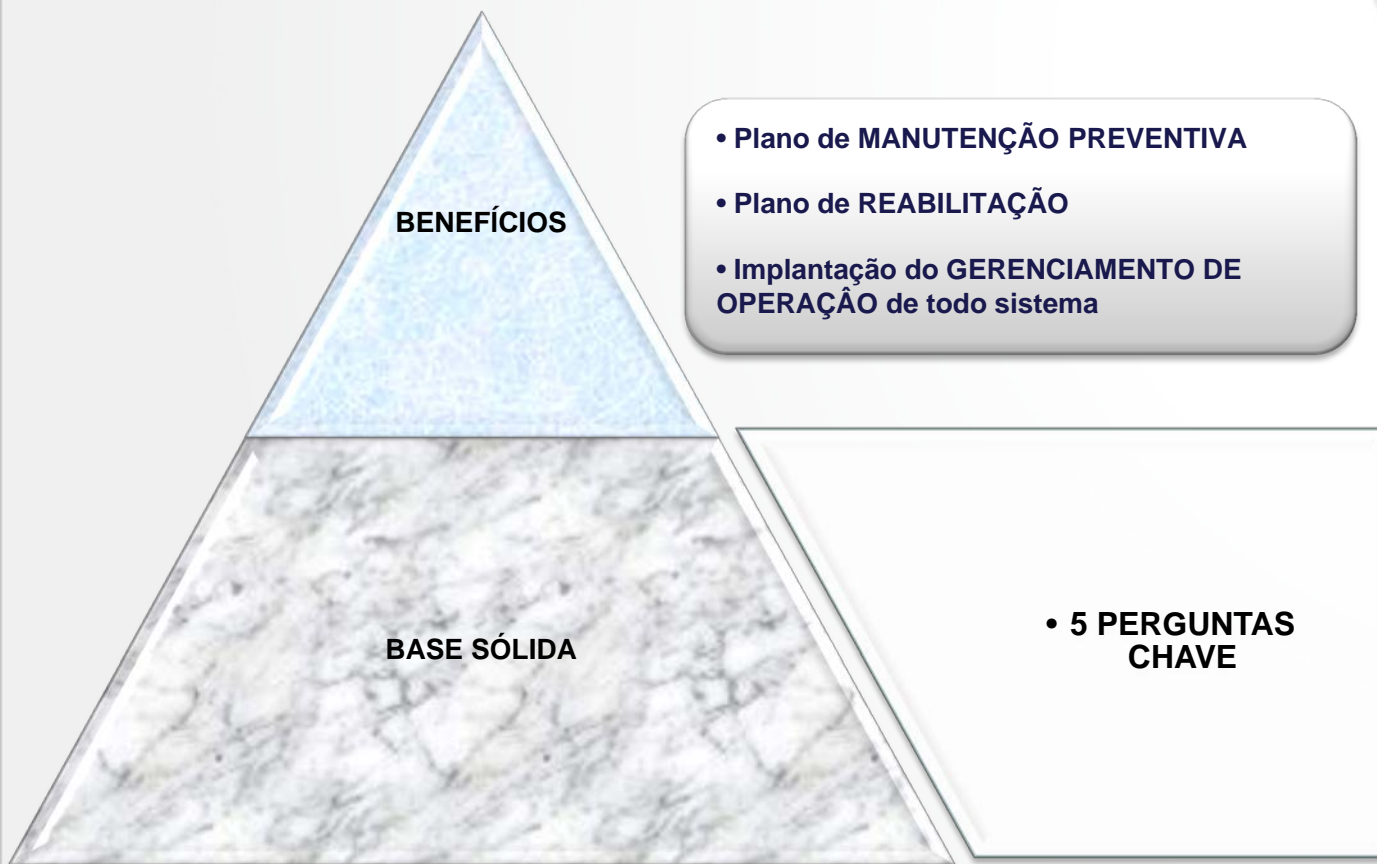 BENEFÍCIOS
• Plano de MANUTENÇÃO PREVENTIVA
• Plano de REABILITAÇÃO
• Implantação do GERENCIAMENTO DE
OPERAÇÂO de todo sistema
BASE SÓLIDA
• 5 PERGUNTAS
CHAVE